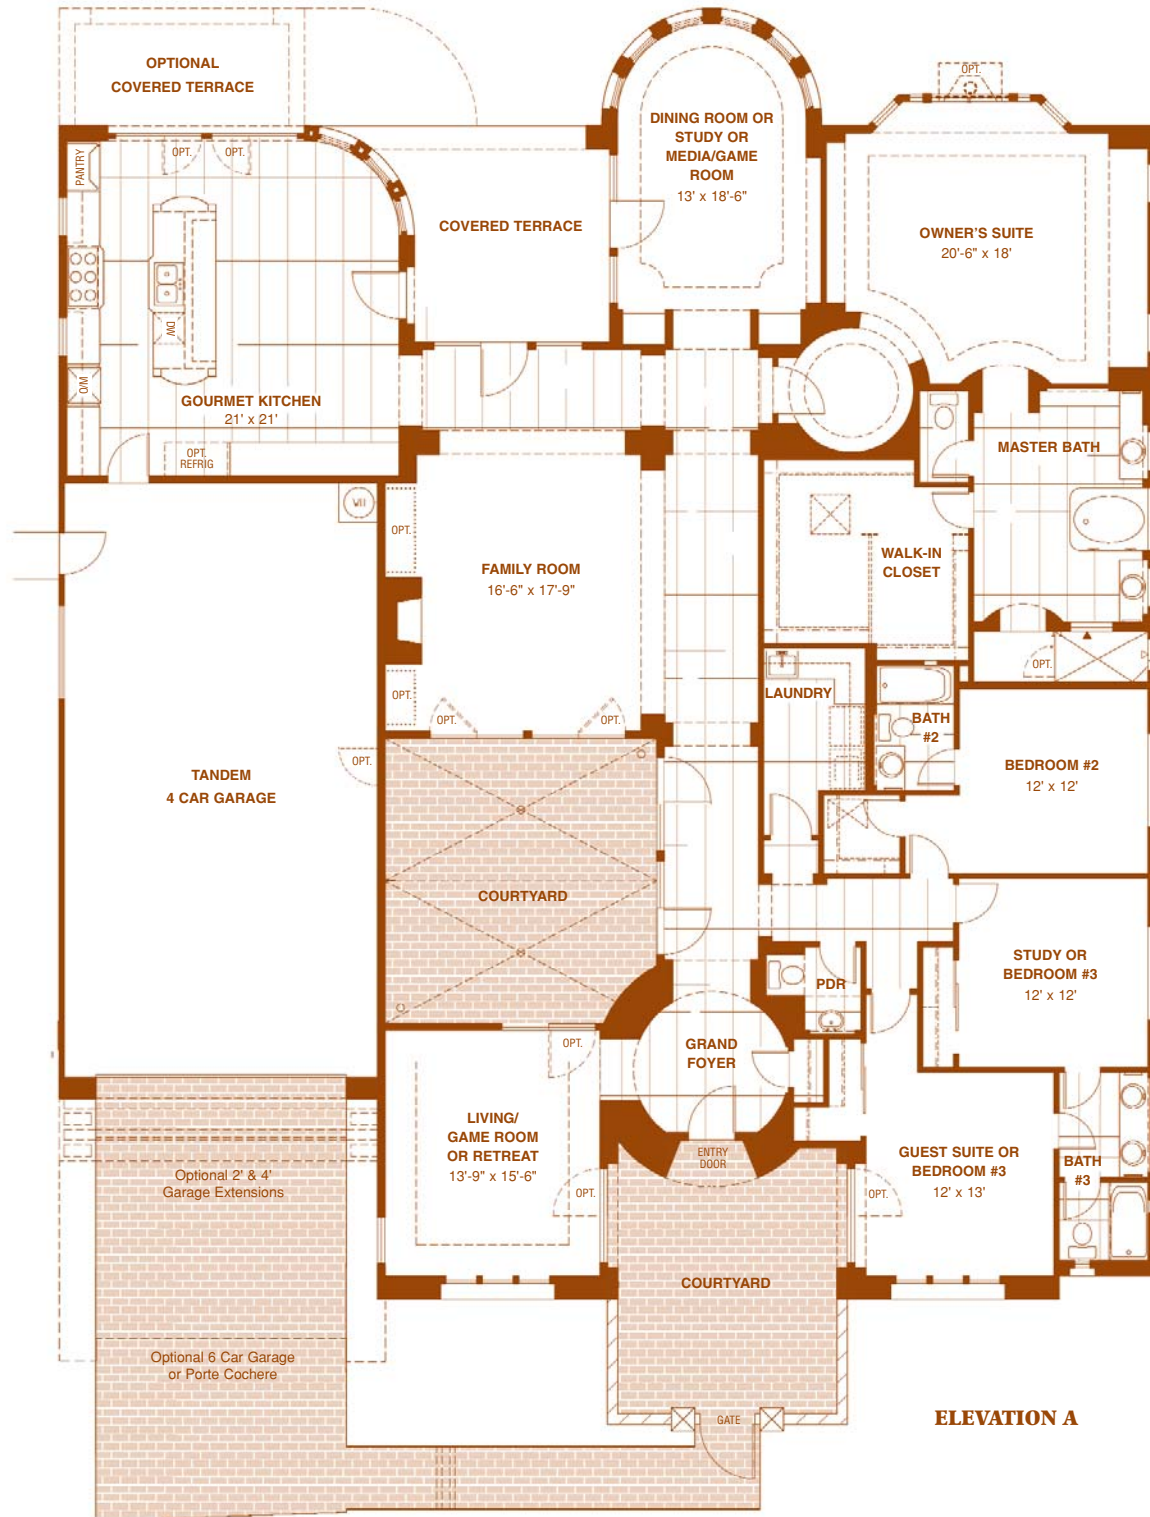 OPTIONAL
COVERED TERRACE
OPT.
DINING ROOM OR
STUDY OR
MEDIA/GAME
ROOM
13' x 18'-6"
PANTRY
OPT.
OPT.
COVERED TERRACE
OWNER'S SUITE
20'-6" x 18'
DW
O/M
GOURMET KITCHEN
21' x 21'
OPT.
REFRIG
MASTER BATH
WH
OPT.
FAMILY ROOM
16'-6" x 17'-9"
WALK-IN
CLOSET
OPT.
OPT.
LAUNDRY
OPT.
OPT.
BATH
#2
OPT.
TANDEM
4 CAR GARAGE
BEDROOM #2
12' x 12'
COURTYARD
STUDY OR
BEDROOM #3
12' x 12'
PDR
OPT.
GRAND
FOYER
LIVING/
GAME ROOM
OR RETREAT
13'-9" x 15'-6"
ENTRY
DOOR
GUEST SUITE OR
BEDROOM #3
12' x 13'
BATH
#3
Optional 2' & 4'
Garage Extensions
OPT.
OPT.
COURTYARD
Optional 6 Car Garage
or Porte Cochere
GATE
ELEVATION A